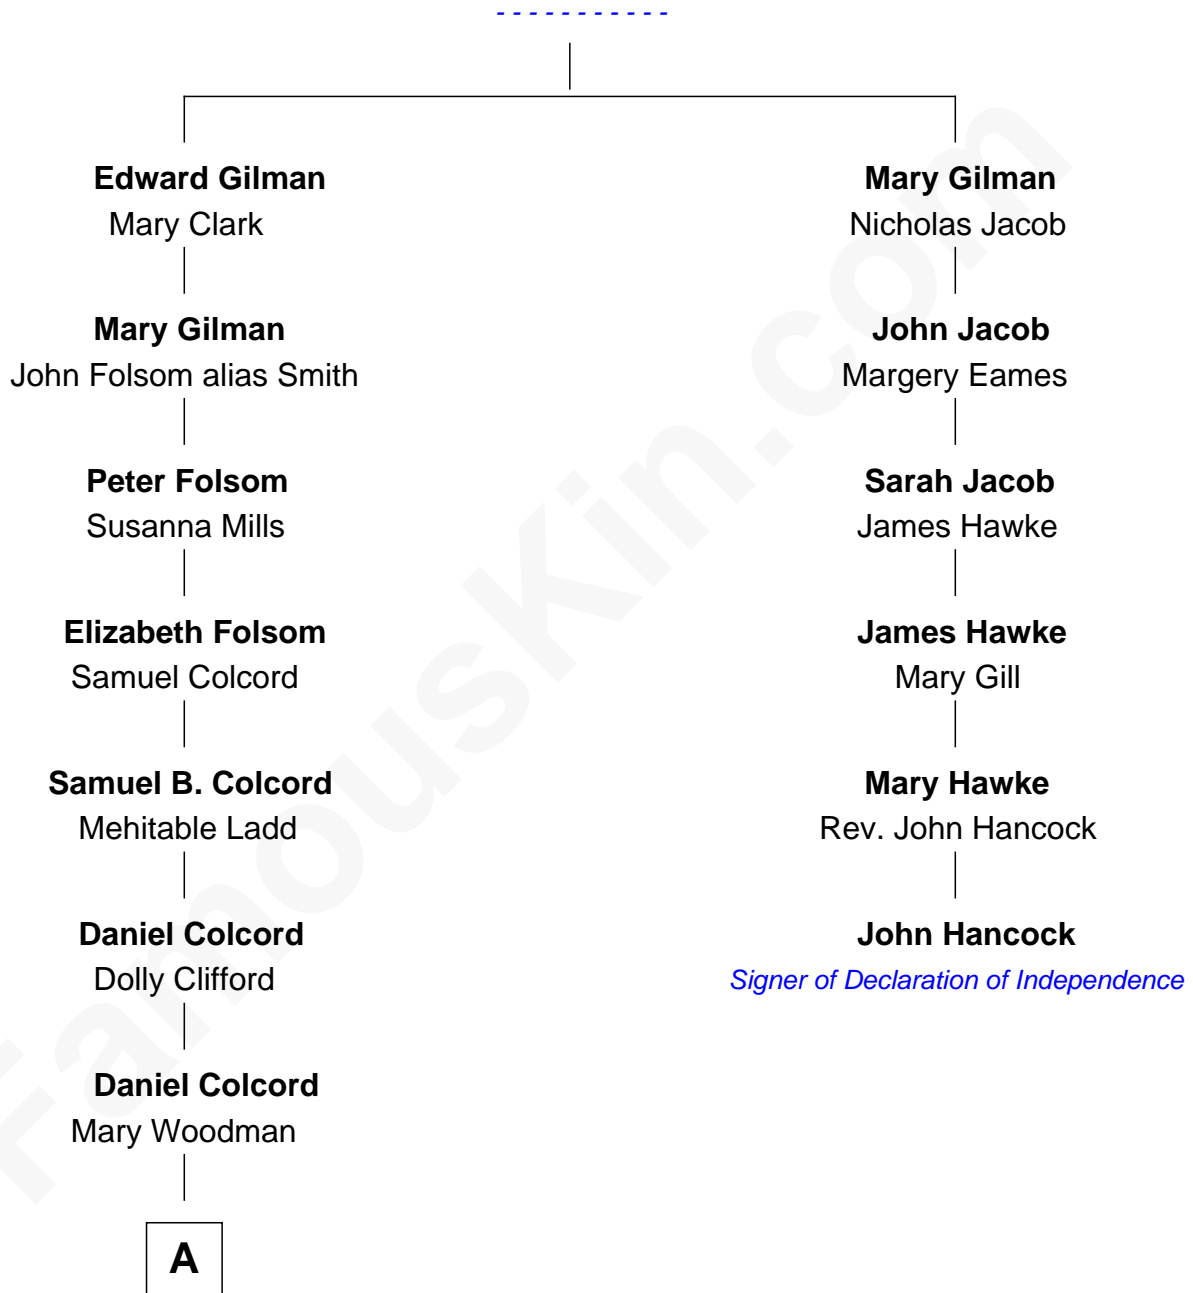 - - - - - - - - - - -
Edward Gilman
Mary Clark
Mary Gilman
John Folsom alias Smith
Peter Folsom
Susanna Mills
Elizabeth Folsom
Samuel Colcord
Samuel B. Colcord
Mehitable Ladd
Daniel Colcord
Dolly Clifford
Daniel Colcord
Mary Woodman
A
Mary Gilman
Nicholas Jacob
John Jacob
Margery Eames
Sarah Jacob
James Hawke
James Hawke
Mary Gill
Mary Hawke
Rev. John Hancock
John Hancock
Signer of Declaration of Independence
FamousKin.com